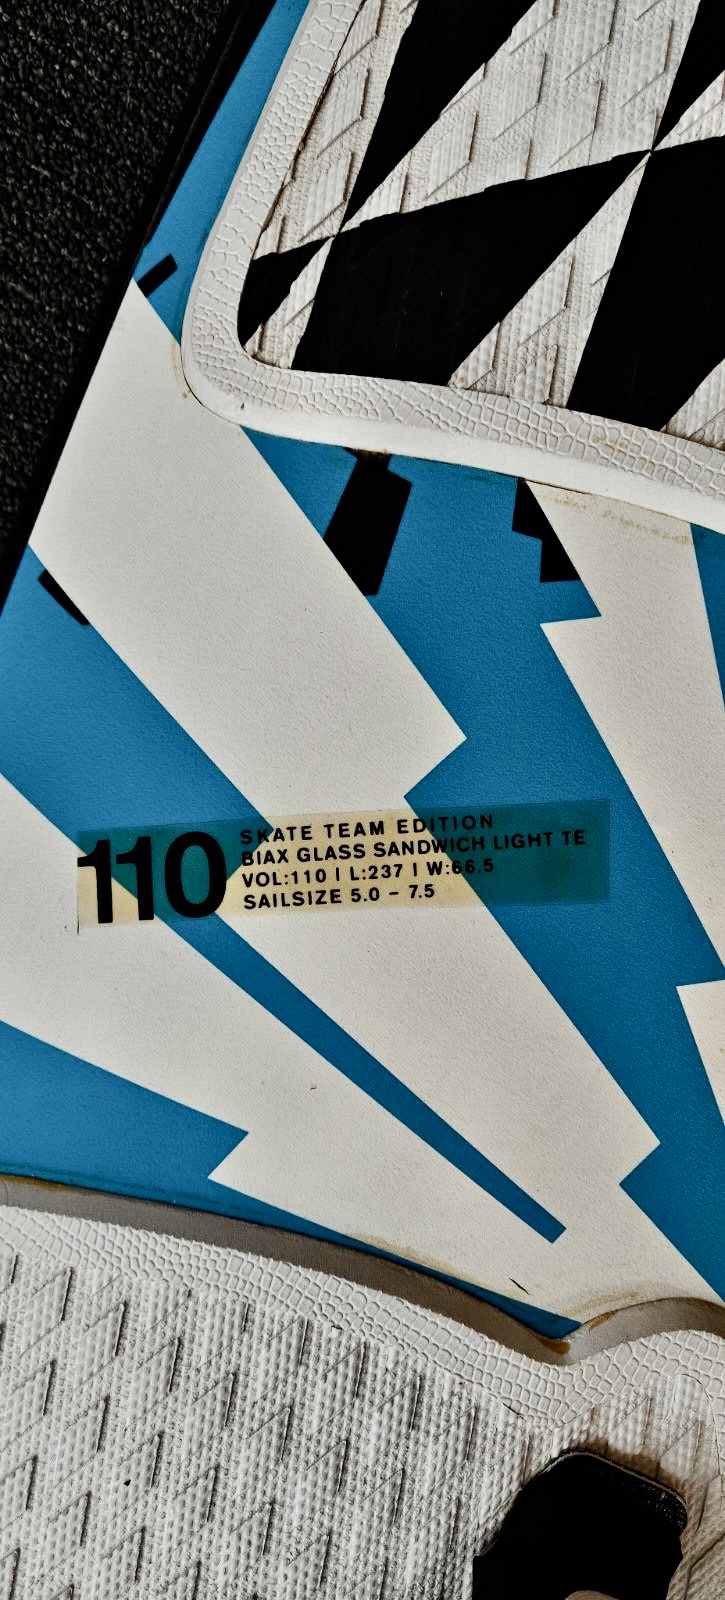 110
SKATE TEAM EDITION
BIAX GLASS SANDWICH LIGHT TE
VOL:110 I L:237 I W:66.5
SAILSIZE 5.0 - 7.5